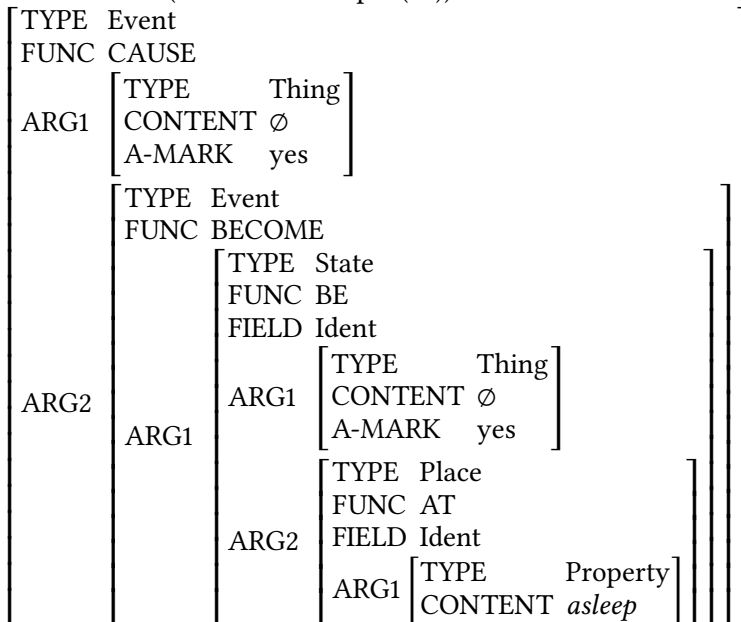 TYPE Event
FUNC CAUSE
ARG1
TYPE Thing
CONTENT ∅
A-MARK yes
ARG2
TYPE Event
FUNC BECOME
ARG1
TYPE State
FUNC BE
FIELD Ident
ARG1
TYPE Thing
CONTENT ∅
A-MARK yes
ARG2
TYPE Place
FUNC AT
FIELD Ident
ARG1
TYPE Property
CONTENT asleep